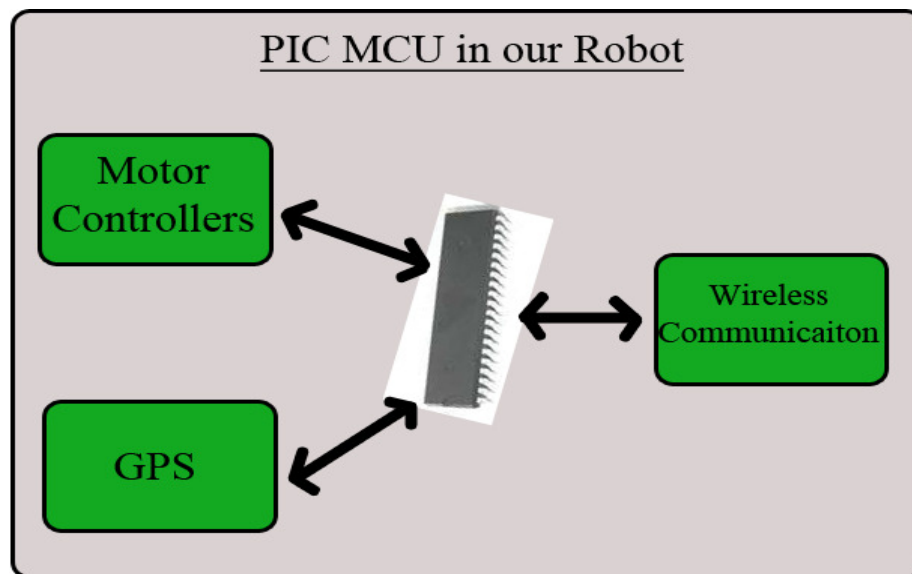 PIC MCU in our Robot
Motor
Controllers
Wireless
Communicaiton
GPS